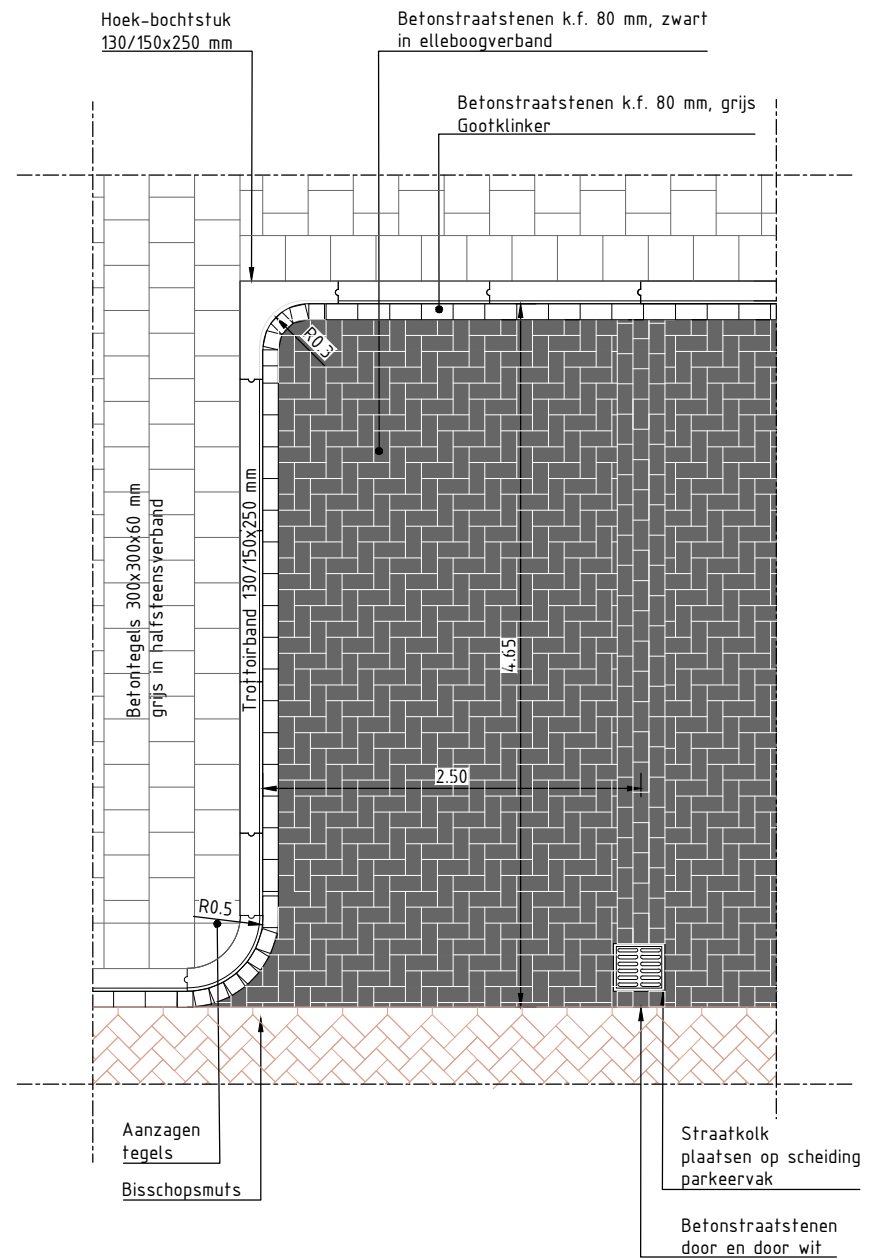 Hoek-bochtstuk
130/150x250 mm
Betonstraatstenen k.f. 80 mm, zwart
in elleboogverband
Betonstraatstenen k.f. 80 mm, grijs
Gootklinker
R0.3
Betontegels 300x300x60 mm
grijs in halfsteensverband
Trottoirband 130/150x250 mm
4.65
2.50
R0.5
Aanzagen
tegels
Bisschopsmuts
Straatkolk
plaatsen op scheiding
parkeervak
Betonstraatstenen
door en door wit